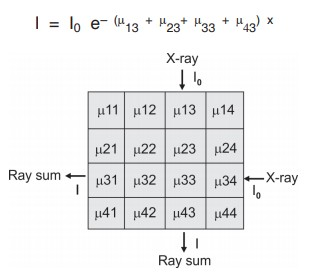 I = I₀ e⁻ (μ₁₃ + μ₂₃+ μ₃₃ + μ₄₃) x
X-ray
I₀
μ11 μ12 μ13 μ14
μ21 μ22 μ23 μ24
Ray sum I μ31 μ32 μ33 μ34 X-ray I₀
μ41 μ42 μ43 μ44
I
Ray sum